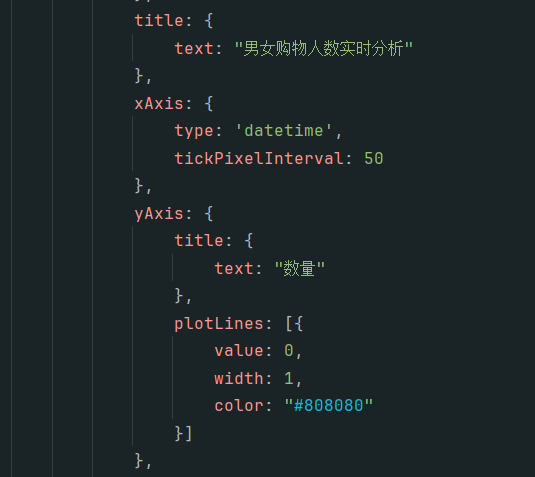 title: {
text: "男女购物人数实时分析"
},
xAxis: {
type: 'datetime',
tickPixelInterval: 50
},
yAxis: {
title: {
text: "数量"
},
plotLines: [{
value: 0,
width: 1,
color: "#808080"
}]
},